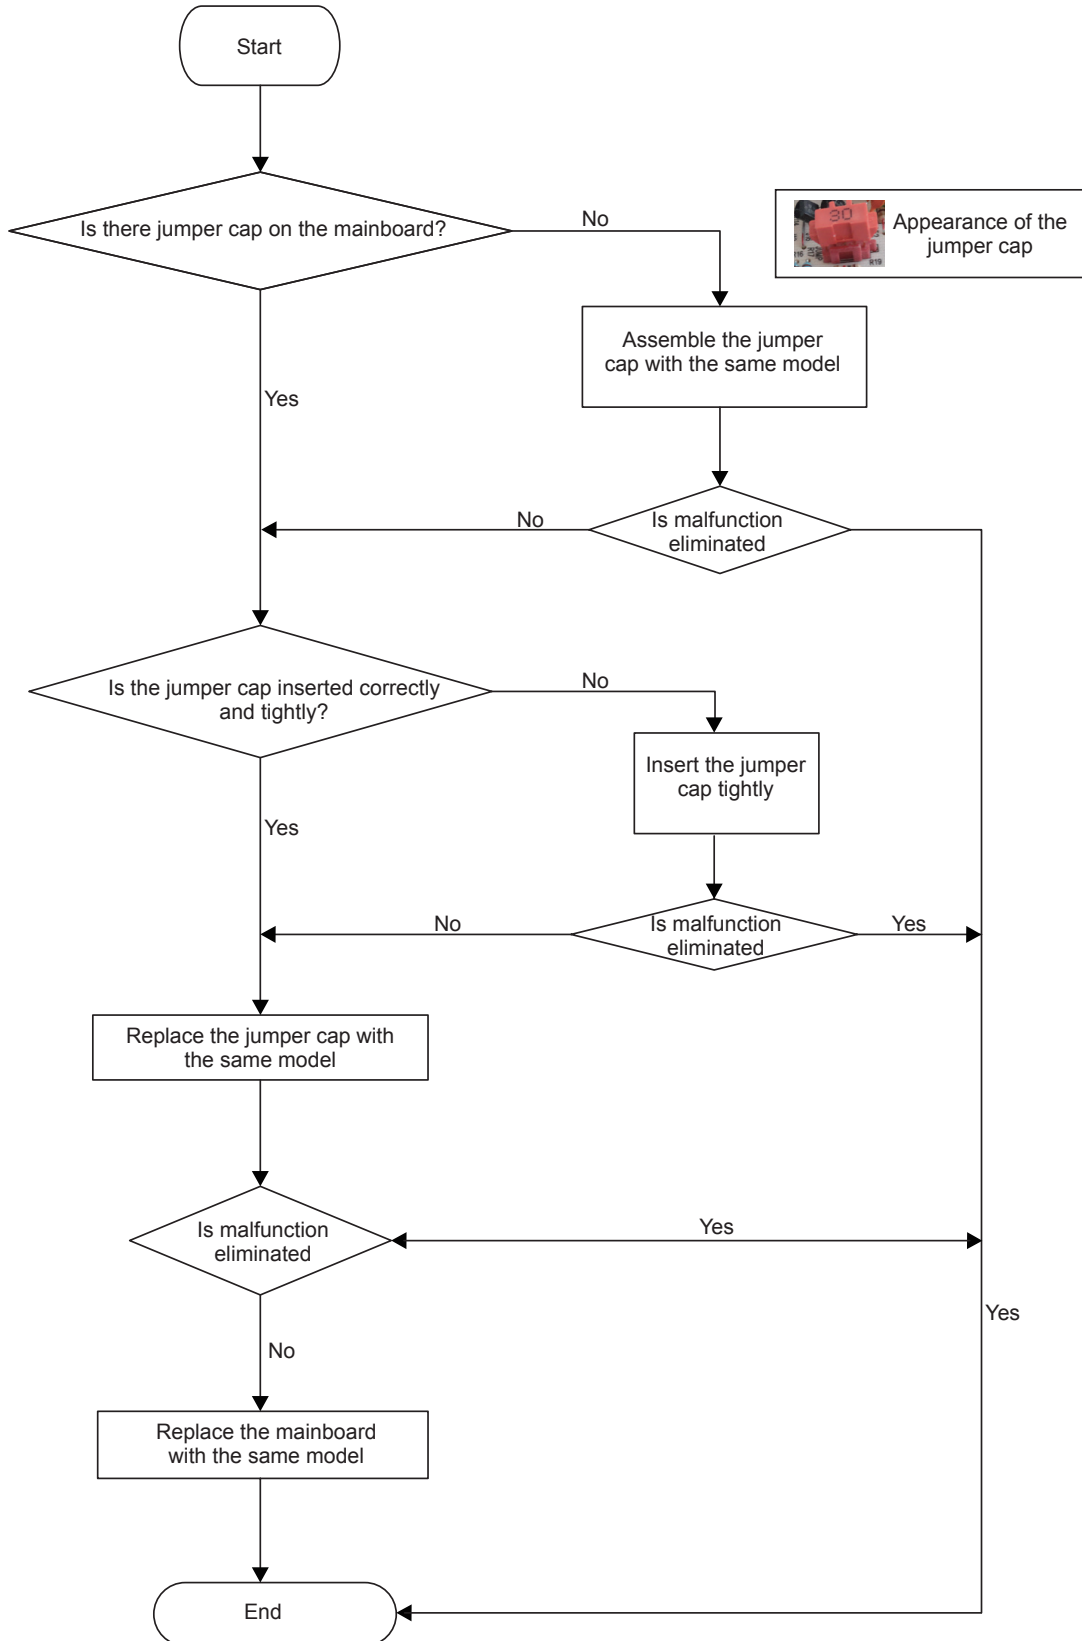 Start
Is there jumper cap on the mainboard?
No
30
Appearance of the
jumper cap
Assemble the jumper
cap with the same model
Yes
No
Is malfunction
eliminated
Is the jumper cap inserted correctly
and tightly?
No
Insert the jumper
cap tightly
Yes
No
Is malfunction
eliminated
Yes
Replace the jumper cap with
the same model
Is malfunction
eliminated
Yes
Yes
No
Replace the mainboard
with the same model
End